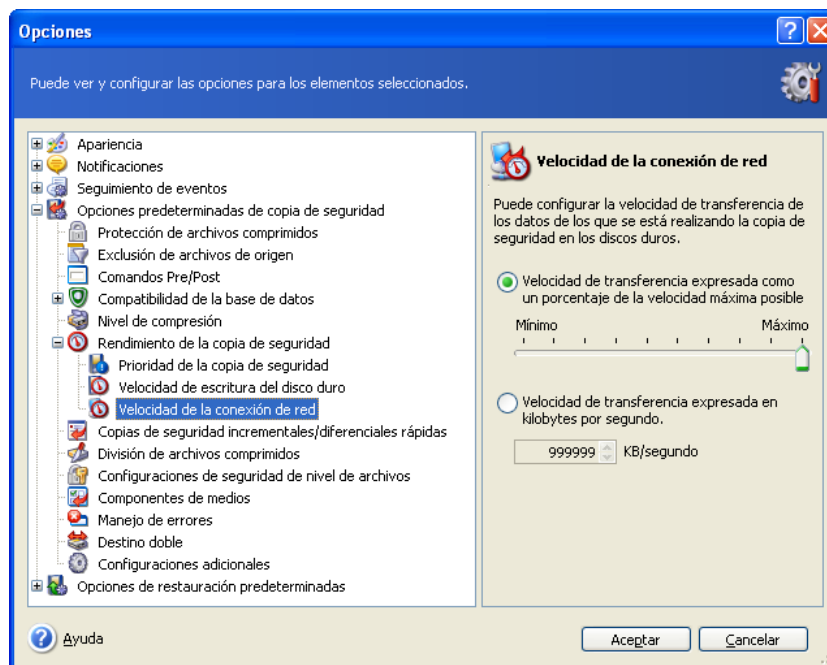 Opciones
Puede ver y configurar las opciones para los elementos seleccionados.
Apariencia
Notificaciones
Seguimiento de eventos
Opciones predeterminadas de copia de seguridad
Protección de archivos comprimidos
Exclusión de archivos de origen
Comandos Pre/Post
Compatibilidad de la base de datos
Nivel de compresión
Rendimiento de la copia de seguridad
Prioridad de la copia de seguridad
Velocidad de escritura del disco duro
Velocidad de la conexión de red
Copias de seguridad incrementales/diferenciales rápidas
División de archivos comprimidos
Configuraciones de seguridad de nivel de archivos
Componentes de medios
Manejo de errores
Destino doble
Configuraciones adicionales
Opciones de restauración predeterminadas
Velocidad de la conexión de red
Puede configurar la velocidad de transferencia de
los datos de los que se está realizando la copia de
seguridad en los discos duros.
Velocidad de transferencia expresada como
un porcentaje de la velocidad máxima posible
Mínimo Máximo
Velocidad de transferencia expresada en
kilobytes por segundo.
999999 KB/segundo
Ayuda
Aceptar Cancelar